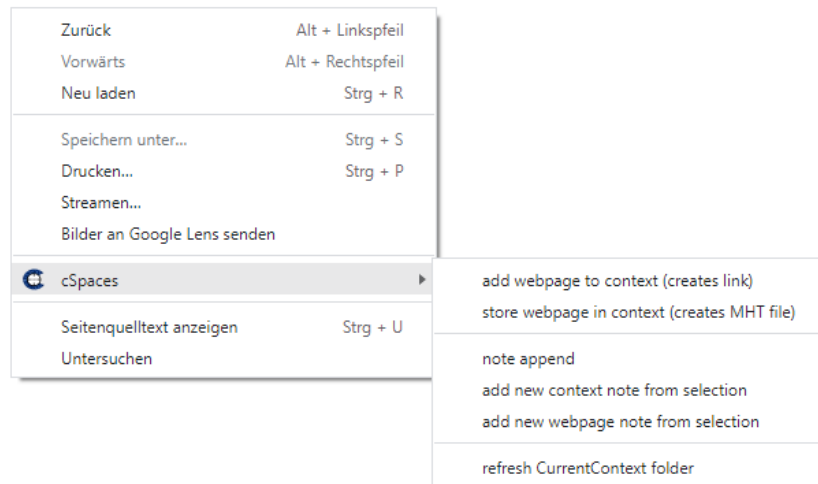 Zurück Alt + Linkspfeil
Vorwärts Alt + Rechtspfeil
Neu laden Strg + R
Speichern unter... Strg + S
Drucken... Strg + P
Streamen...
Bilder an Google Lens senden
cSpaces
Seitenquelltext anzeigen Strg + U
Untersuchen
add webpage to context (creates link)
store webpage in context (creates MHT file)
note append
add new context note from selection
add new webpage note from selection
refresh CurrentContext folder